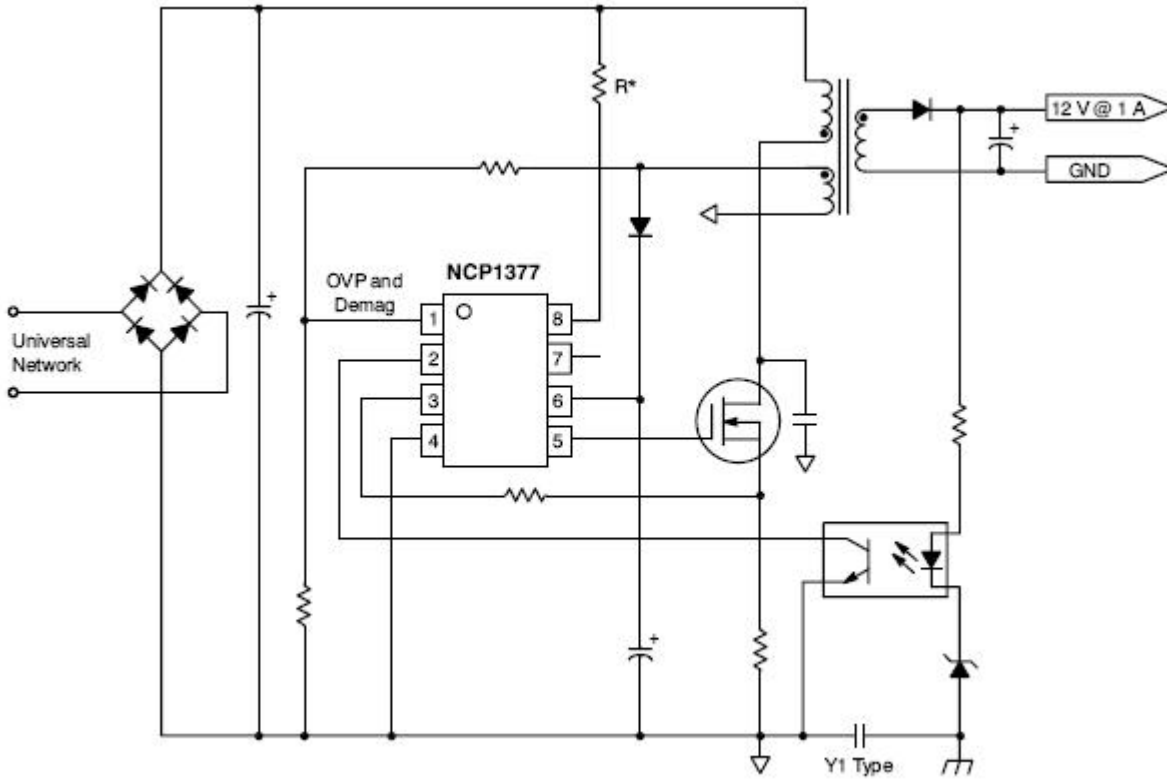 R*
12 V @ 1 A
GND
NCP1377
OVP and
Demag
1
8
Universal
Network
2
7
3
6
4
5
+
+
+
Y1 Type